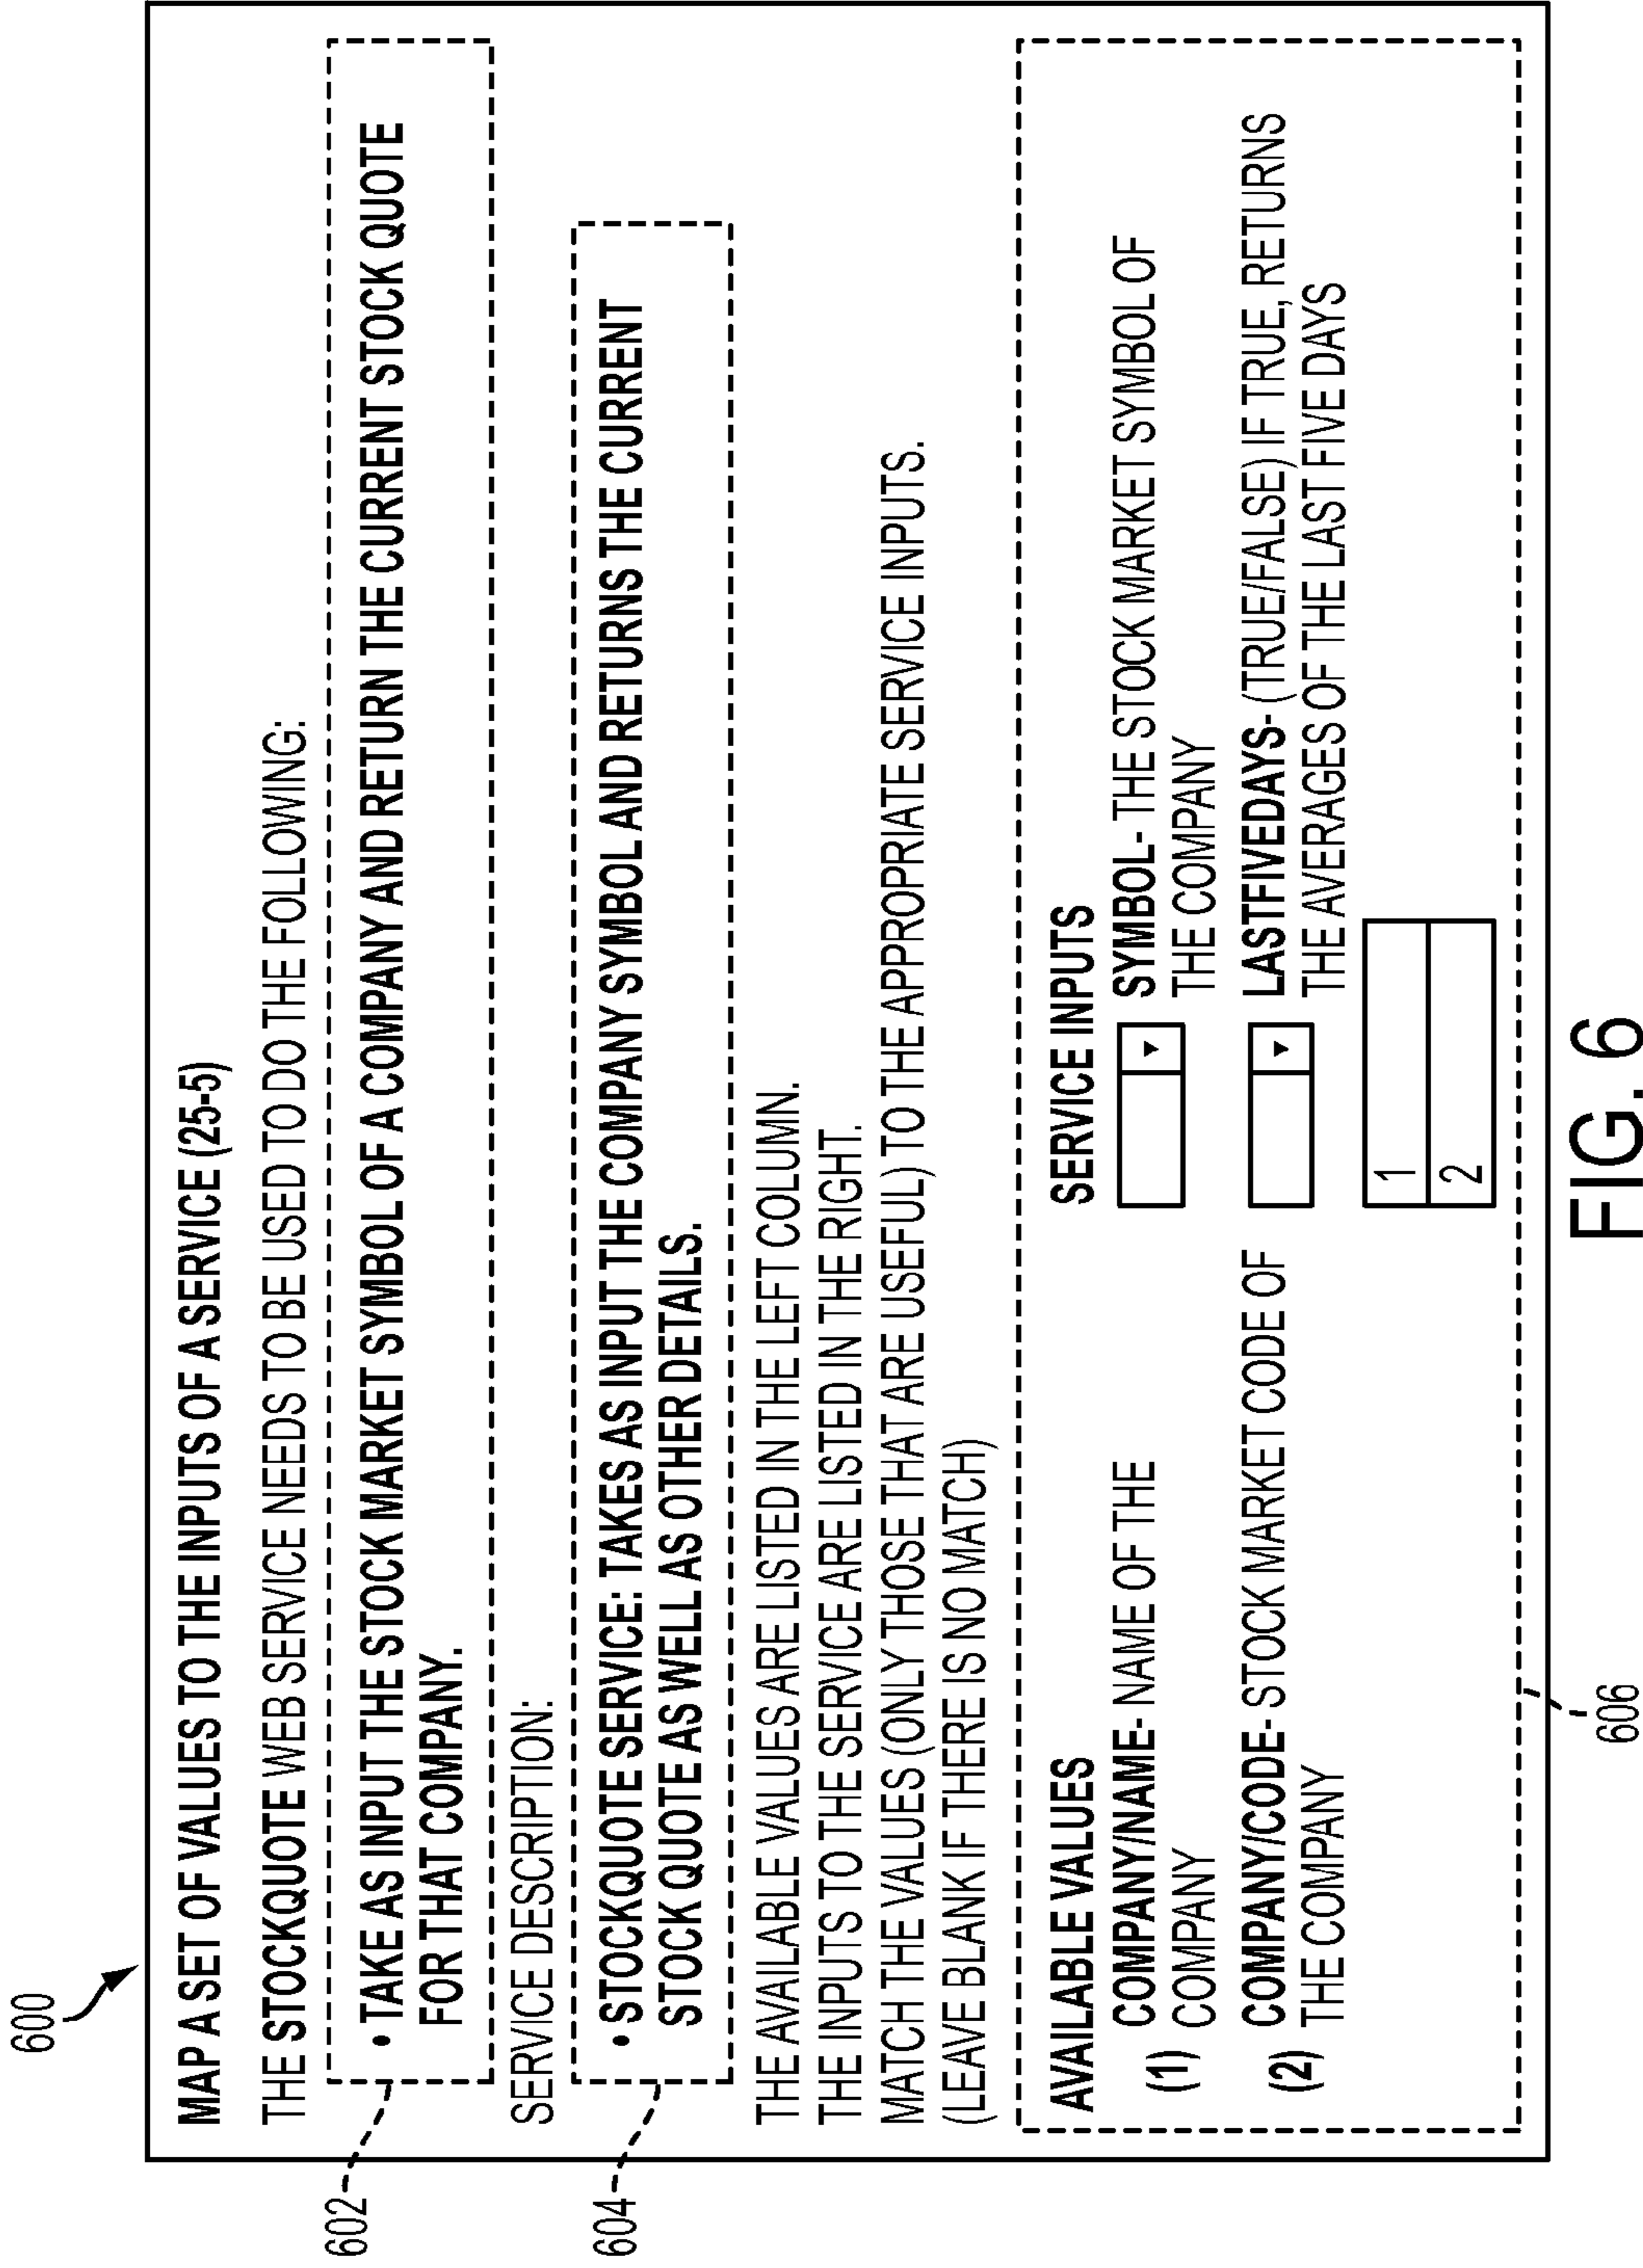 600
MAP A SET OF VALUES TO THE INPUTS OF A SERVICE (25-5)
THE STOCKQUOTE WEB SERVICE NEEDS TO BE USED TO DO THE FOLLOWING:
602
• TAKE AS INPUT THE STOCK MARKET SYMBOL OF A COMPANY AND RETURN THE CURRENT STOCK QUOTE
FOR THAT COMPANY.
SERVICE DESCRIPTION:
604
• STOCKQUOTE SERVICE: TAKES AS INPUT THE COMPANY SYMBOL AND RETURNS THE CURRENT
STOCK QUOTE AS WELL AS OTHER DETAILS.
THE AVAILABLE VALUES ARE LISTED IN THE LEFT COLUMN.
THE INPUTS TO THE SERVICE ARE LISTED IN THE RIGHT.
MATCH THE VALUES (ONLY THOSE THAT ARE USEFUL) TO THE APPROPRIATE SERVICE INPUTS.
(LEAVE BLANK IF THERE IS NO MATCH)
AVAILABLE VALUES
(1) COMPANY/NAME- NAME OF THE
COMPANY
(2) COMPANY/CODE- STOCK MARKET CODE OF
THE COMPANY
SERVICE INPUTS
SYMBOL- THE STOCK MARKET SYMBOL OF
THE COMPANY
LASTFIVEDAYS- (TRUE/FALSE) IF TRUE, RETURNS
THE AVERAGES OF THE LAST FIVE DAYS
1
2
606
FIG. 6